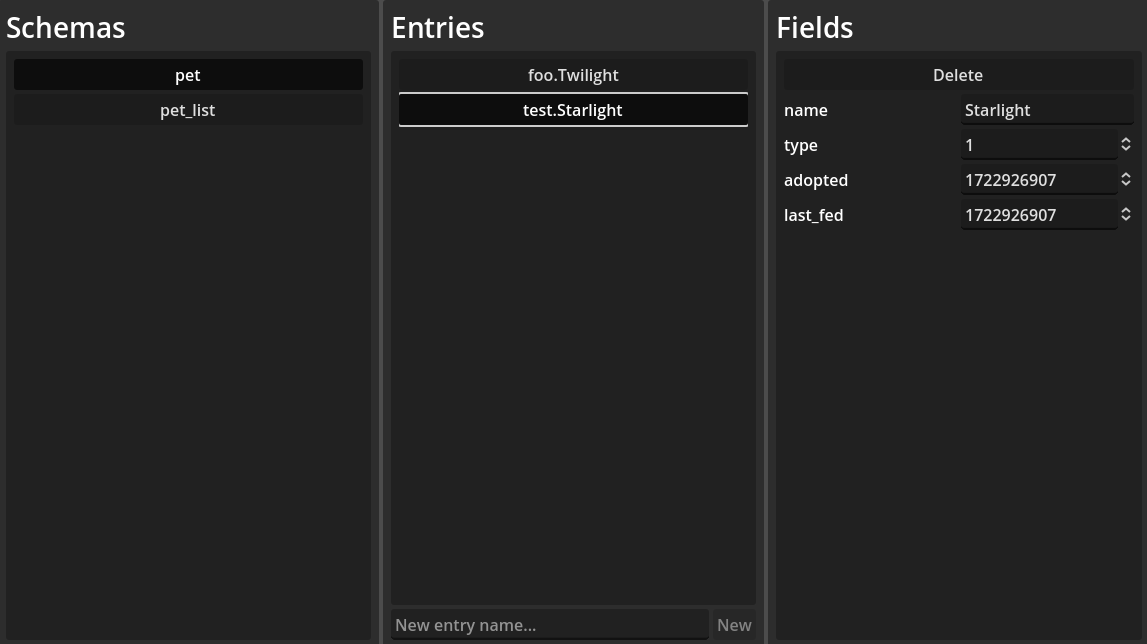 Schemas
pet
pet_list
Entries
foo.Twilight
test.Starlight
New entry name...
New
Fields
Delete
name Starlight
type 1
adopted 1722926907
last_fed 1722926907